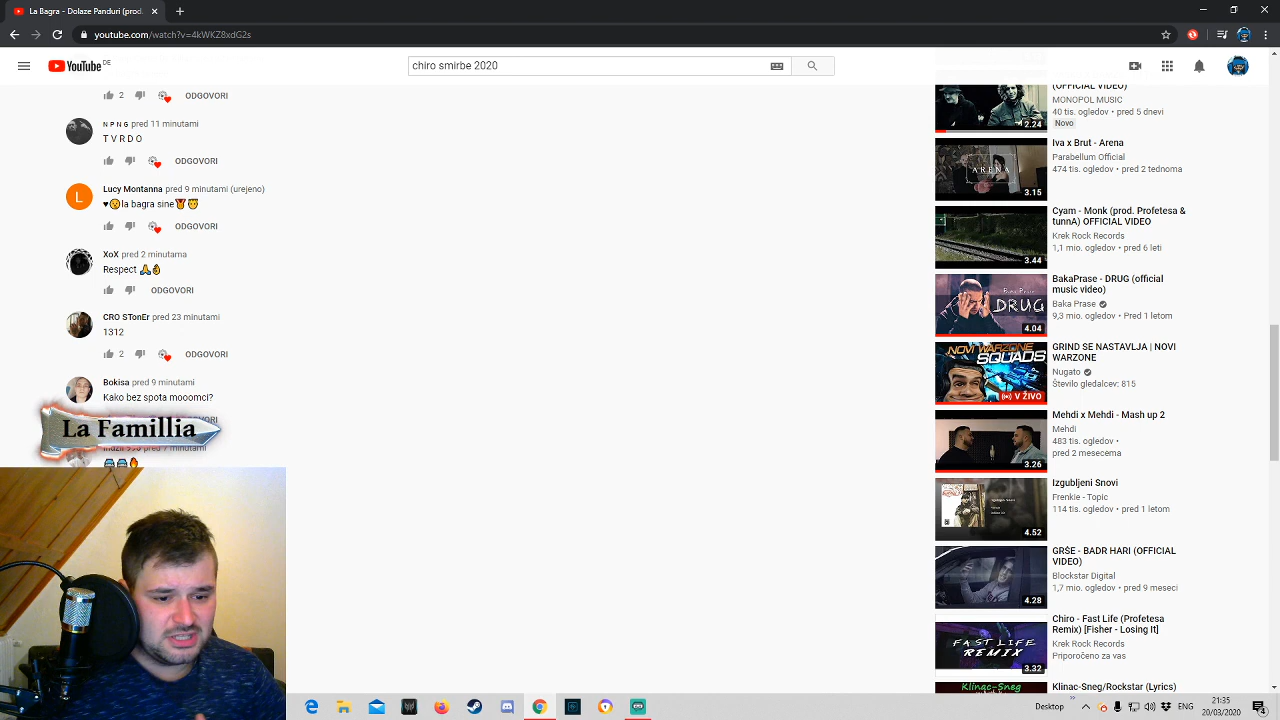 La Bagra - Dolaze Panduri (prod.
youtube.com/watch?v=4kWKZ8xdG2s
YouTube DE
chiro smirbe 2020
2 ODGOVORI
N P N G pred 11 minutami
T V R D O
ODGOVORI
Lucy Montanna pred 9 minutami (urejeno)
♥😯la bagra sine
ODGOVORI
XoX pred 2 minutama
Respect 🙏👌
ODGOVORI
CRO STonEr pred 23 minutami
1312
2 ODGOVORI
Bokisa pred 9 minutami
Kako bez spota mooomci?
La Famillia
(OFFICIAL VIDEO)
MONOPOL MUSIC
40 tis. ogledov • pred 5 dnevi
Novo
2.24
Iva x Brut - Arena
Parabellum Official
474 tis. ogledov • pred 2 tednoma
ARENA
3.15
Cyam - Monk (prod. Profetesa &
tunnA) OFFICIAL VIDEO
Krek Rock Records
1,1 mio. ogledov • pred 6 leti
3.44
BakaPrase - DRUG (official
music video)
Baka Prase
9,3 mio. ogledov • Pred 1 letom
Baka Prase
DRUG
4.04
GRIND SE NASTAVLJA | NOVI
WARZONE
Nugato
Število gledalcev: 815
NOVI WARZONE
SQUADS
V ŽIVO
Mehdi x Mehdi - Mash up 2
Mehdi
483 tis. ogledov •
pred 2 mesecema
3.26
Izgubljeni Snovi
Frenkie - Topic
114 tis. ogledov • pred 1 letom
4.52
GRŠE - BADR HARI (OFFICIAL
VIDEO)
Blockstar Digital
1,7 mio. ogledov • pred 9 meseci
4.28
Chiro - Fast Life (Profetesa
Remix) [Fisher - Losing It]
Krek Rock Records
Priporočeno za vas
FAST LIFE
REMIX
3.32
Klinac-Sneg/Rockstar (Lyrics)
Klinac-Sneg
Desktop
ENG
21:35
20/03/2020
4